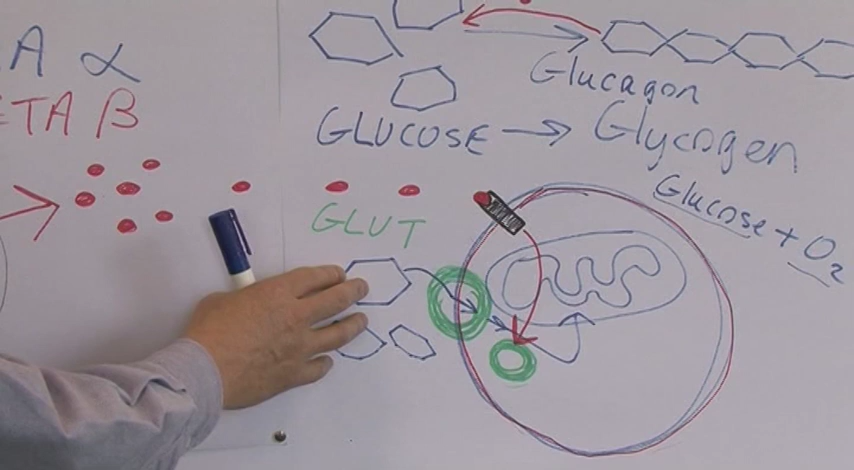 A α
ETA β
Glucagon
GLUCOSE → Glycogen
Glucose + O₂
GLUT